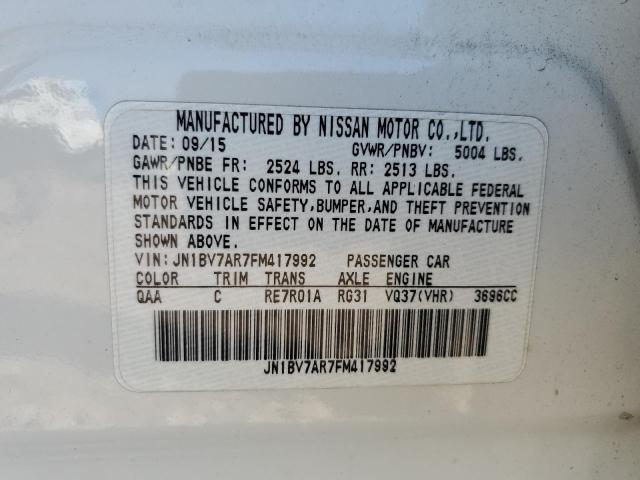 MANUFACTURED BY NISSAN MOTOR CO.,LTD.
DATE: 09/15 GVWR/PNBV: 5004 LBS.
GAWR/PNBE FR: 2524 LBS. RR: 2513 LBS.
THIS VEHICLE CONFORMS TO ALL APPLICABLE FEDERAL
MOTOR VEHICLE SAFETY,BUMPER,AND THEFT PREVENTION
STANDARDS IN EFFECT ON THE DATE OF MANUFACTURE
SHOWN ABOVE.
VIN:JN1BV7AR7FM417992 PASSENGER CAR
COLOR TRIM TRANS AXLE ENGINE
QAA C RE7R01A RG31 VQ37(VHR) 3696CC
JN1BV7AR7FM417992